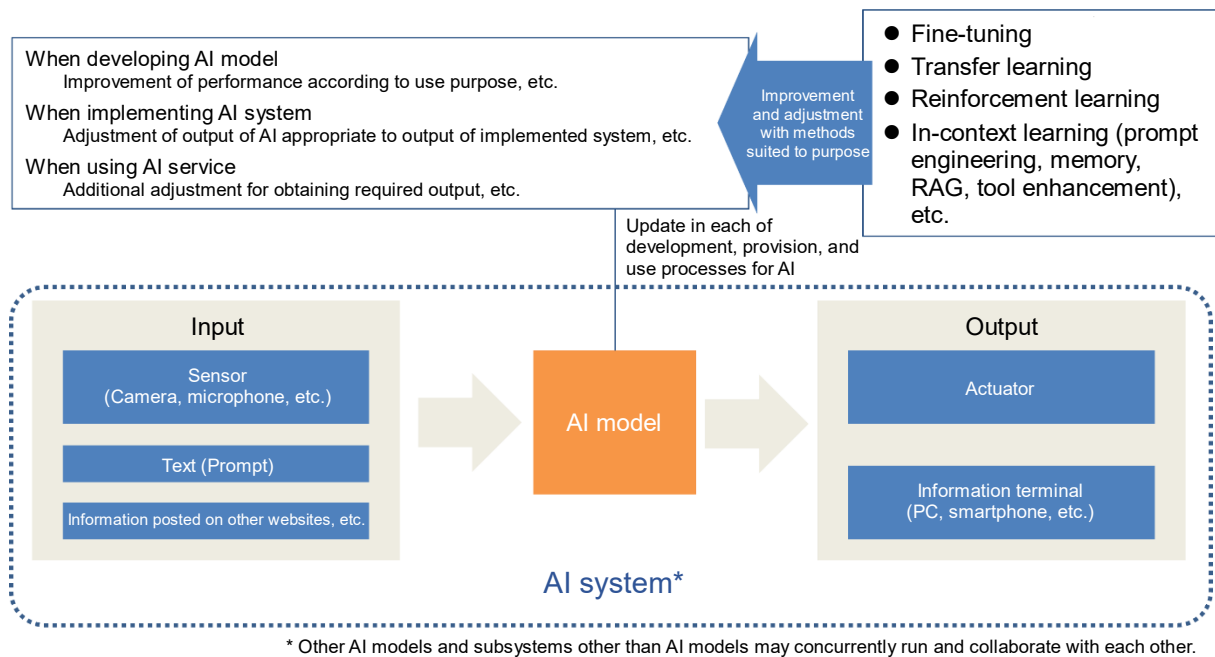 When developing AI model
Improvement of performance according to use purpose, etc.
When implementing AI system
Adjustment of output of AI appropriate to output of implemented system, etc.
When using AI service
Additional adjustment for obtaining required output, etc.
Improvement
and adjustment
with methods
suited to purpose
● Fine-tuning
● Transfer learning
● Reinforcement learning
● In-context learning (prompt
engineering, memory,
RAG, tool enhancement),
etc.
Update in each of
development, provision, and
use processes for AI
Input
Sensor
(Camera, microphone, etc.)
Text (Prompt)
Information posted on other websites, etc.
AI model
Output
Actuator
Information terminal
(PC, smartphone, etc.)
AI system*
* Other AI models and subsystems other than AI models may concurrently run and collaborate with each other.